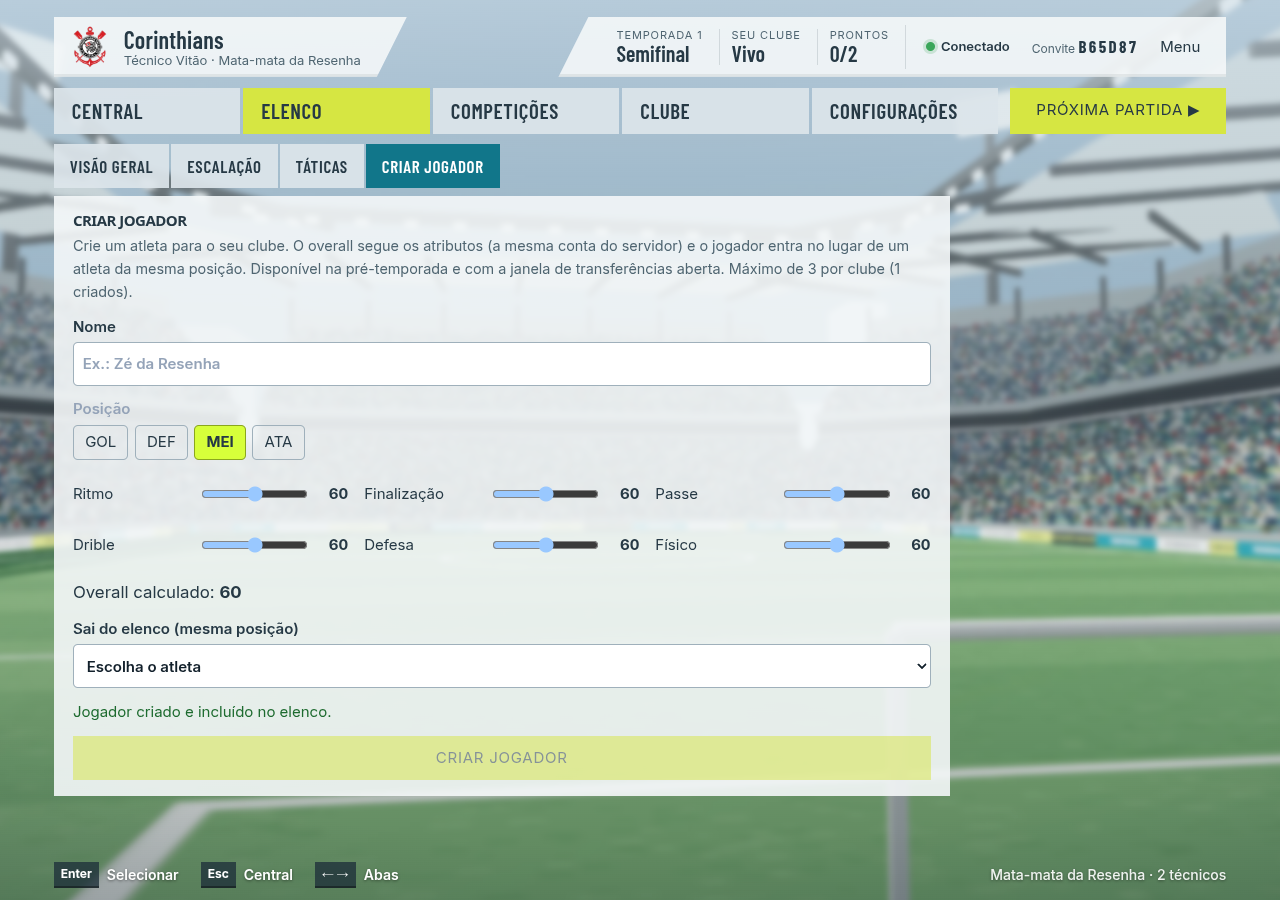 Corinthians
Técnico Vitão · Mata-mata da Resenha
TEMPORADA 1
Semifinal
SEU CLUBE
Vivo
PRONTOS
0/2
Conectado
Convite B65D87
Menu
CENTRAL
ELENCO
COMPETIÇÕES
CLUBE
CONFIGURAÇÕES
PRÓXIMA PARTIDA ▶
VISÃO GERAL
ESCALAÇÃO
TÁTICAS
CRIAR JOGADOR
CRIAR JOGADOR
Crie um atleta para o seu clube. O overall segue os atributos (a mesma conta do servidor) e o jogador entra no lugar de um
atleta da mesma posição. Disponível na pré-temporada e com a janela de transferências aberta. Máximo de 3 por clube (1
criados).
Nome
Ex.: Zé da Resenha
Posição
GOL DEF MEI ATA
Ritmo 60 Finalização 60 Passe 60
Drible 60 Defesa 60 Físico 60
Overall calculado: 60
Sai do elenco (mesma posição)
Escolha o atleta
Jogador criado e incluído no elenco.
CRIAR JOGADOR
Enter Selecionar Esc Central ←→ Abas
Mata-mata da Resenha · 2 técnicos